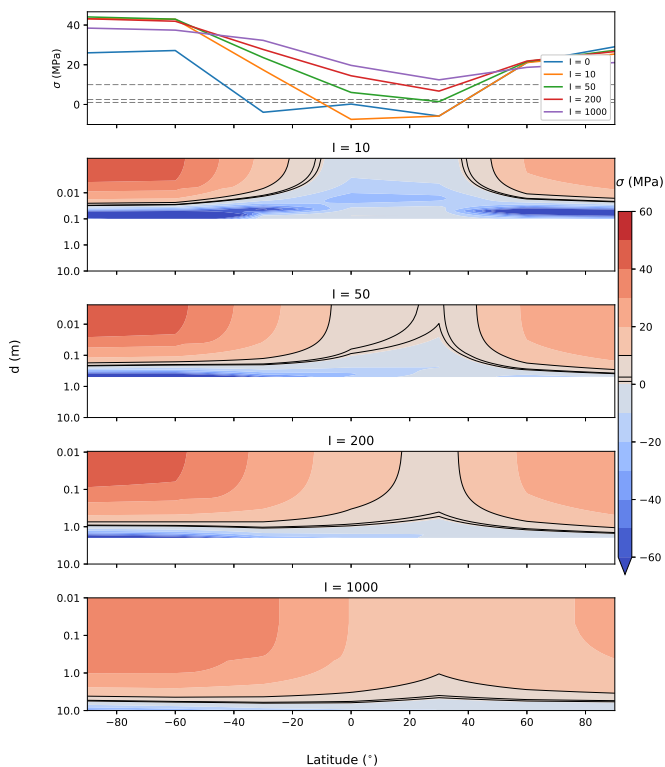 40
20
0
σ (MPa)
I = 0
I = 10
I = 50
I = 200
I = 1000
I = 10
0.01
0.1
1.0
10.0
σ (MPa)
60
40
20
0
−20
−40
−60
I = 50
0.01
0.1
1.0
10.0
d (m)
I = 200
0.01
0.1
1.0
10.0
I = 1000
0.01
0.1
1.0
10.0
−80 −60 −40 −20 0 20 40 60 80
Latitude (°)